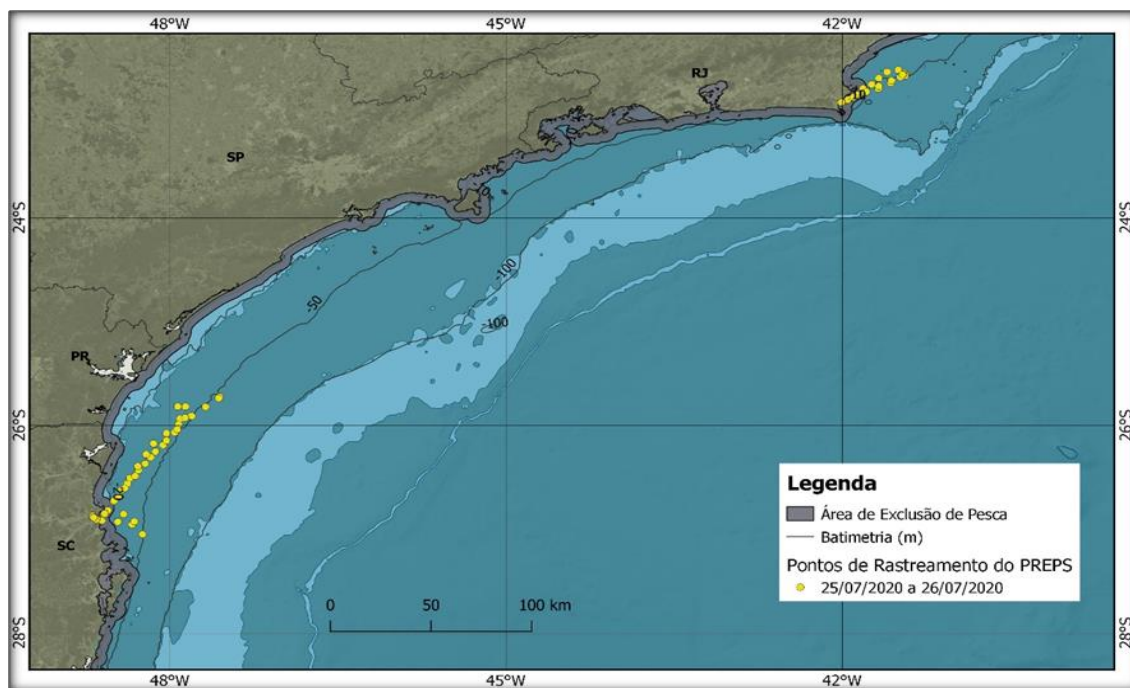 48°W 45°W 42°W
RJ
-10
SP
24°S 24°S
-100
-50
-100
PR
26°S 26°S
SC
Legenda
Área de Exclusão de Pesca
Batimetria (m)
Pontos de Rastreamento do PREPS
25/07/2020 a 26/07/2020
0 50 100 km
28°S 28°S
48°W 45°W 42°W